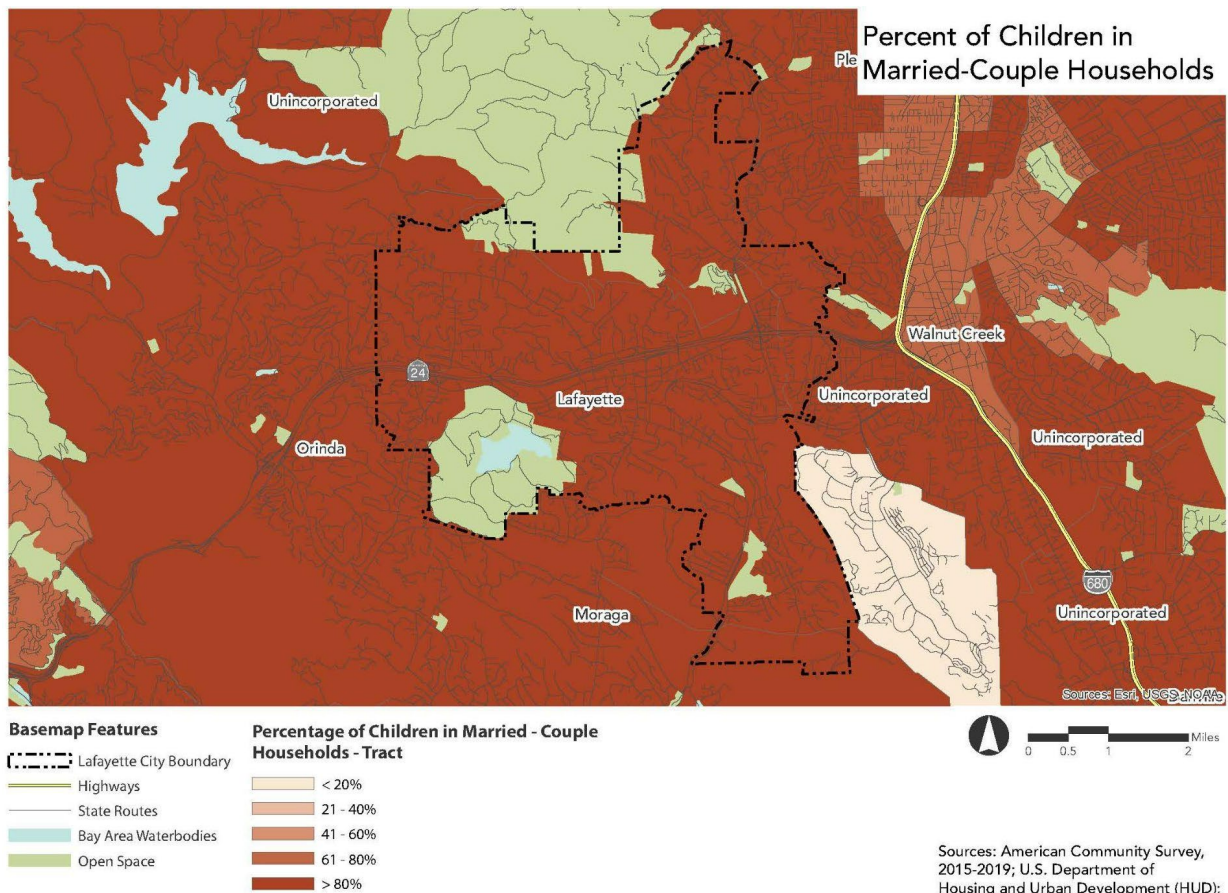 Percent of Children in
Married-Couple Households
Ple
Unincorporated
Walnut Creek
24
Lafayette
Unincorporated
Unincorporated
Orinda
680
Moraga
Unincorporated
Sources: Esri, USGS, NOAA
Basemap Features
Lafayette City Boundary
Highways
State Routes
Bay Area Waterbodies
Open Space
Percentage of Children in Married - Couple
Households - Tract
< 20%
21 - 40%
41 - 60%
61 - 80%
> 80%
0 0.5 1 2 Miles
Sources: American Community Survey,
2015-2019; U.S. Department of
Housing and Urban Development (HUD);